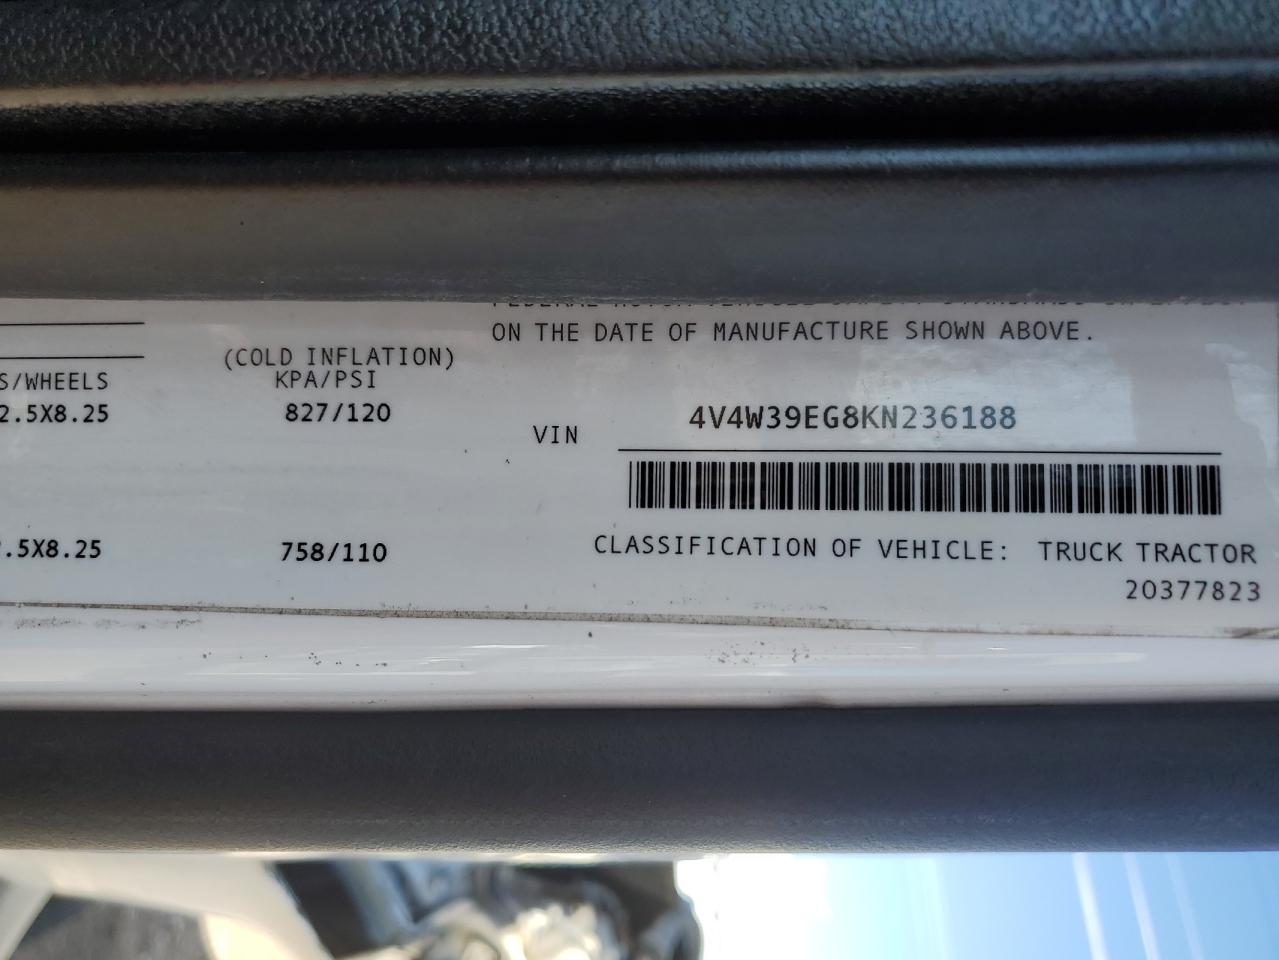 ON THE DATE OF MANUFACTURE SHOWN ABOVE.
(COLD INFLATION)
S/WHEELS KPA/PSI
2.5X8.25 827/120
VIN 4V4W39EG8KN236188
.5X8.25 758/110
CLASSIFICATION OF VEHICLE: TRUCK TRACTOR
20377823